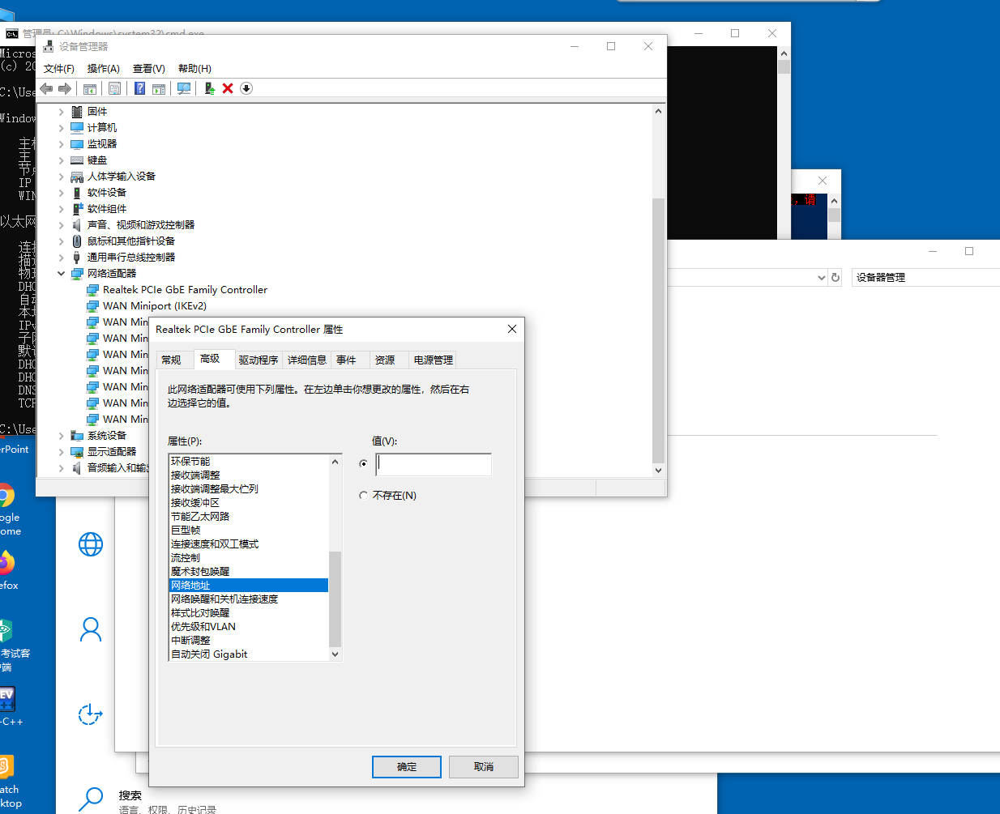 管理员: C:\Windows\system32\cmd.exe
设备管理器
文件(F)
操作(A)
查看(V)
帮助(H)
固件
计算机
监视器
键盘
人体学输入设备
软件设备
软件组件
声音、视频和游戏控制器
鼠标和其他指针设备
通用串行总线控制器
网络适配器
Realtek PCIe GbE Family Controller
WAN Miniport (IKEv2)
WAN Min
WAN Min
WAN Min
WAN Min
WAN Min
WAN Min
WAN Min
系统设备
显示适配器
音频输入和输出
Micros
(c) 20
C:\Use
Window
IP
WIN
以太网
DHC
IPv
DHC
DHC
DNS
TCP
C:\Use
，请
设备器管理
Realtek PCIe GbE Family Controller 属性
常规
高级
驱动程序
详细信息
事件
资源
电源管理
此网络适配器可使用下列属性。在左边单击你想更改的属性，然后在右
边选择它的值。
属性(P):
值(V):
环保节能
接收端调整
接收端调整最大伫列
接收缓冲区
节能乙太网路
巨型帧
连接速度和双工模式
流控制
魔术封包唤醒
网络地址
网络唤醒和关机连接速度
样式比对唤醒
优先级和VLAN
中断调整
自动关闭 Gigabit
不存在(N)
确定
取消
rPoint
ogle
ome
efox
考试客
户端
-C++
atch
ktop
搜索
语言、权限、历史记录